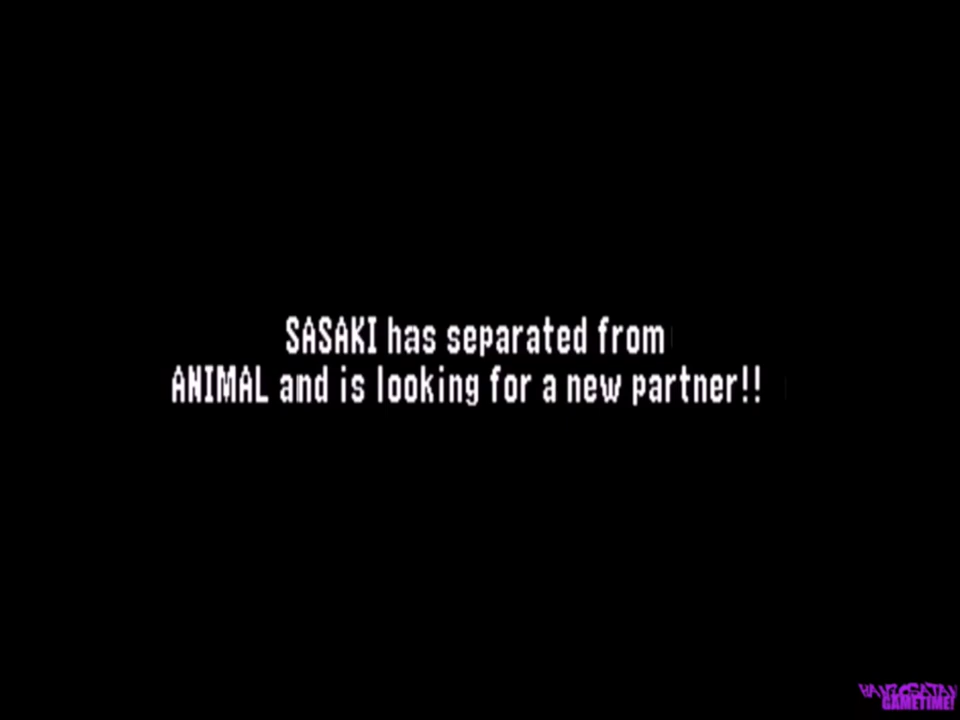 SASAKI has separated from
ANIMAL and is looking for a new partner!!
GAMETIME!